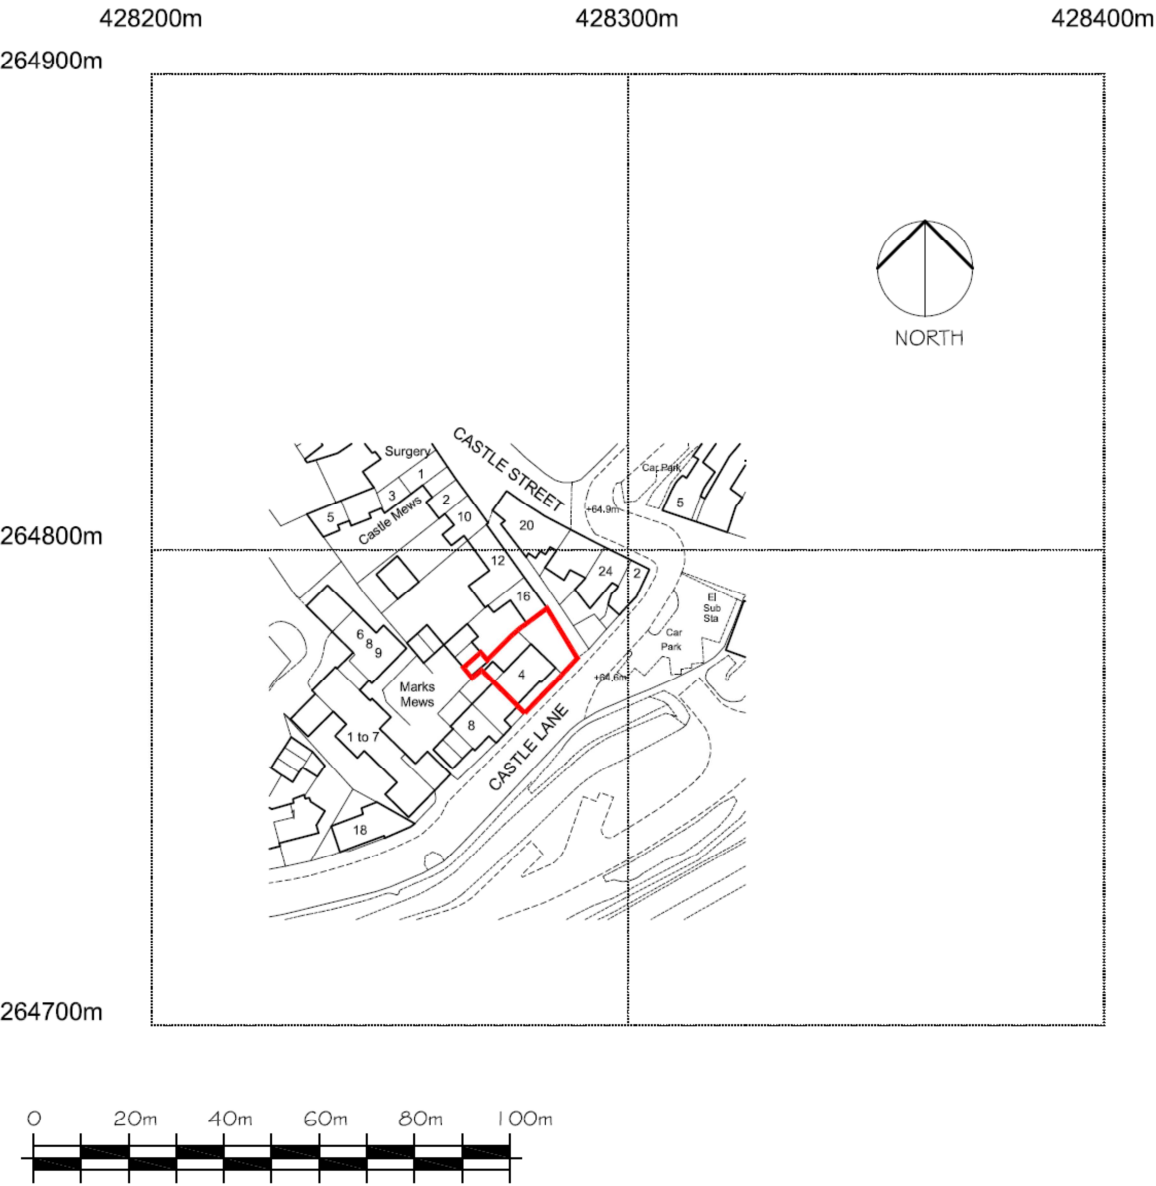 428200m 428300m 428400m
264900m
NORTH
CASTLE STREET
Surgery
1
3
2
5
Castle Mews
10
20
Car Park
5
+64.9m
264800m
12
24
2
16
El
Sub
Sta
Car
Park
6
8
9
4
+64.6m
Marks
Mews
8
1 to 7
CASTLE LANE
18
264700m
0 20m 40m 60m 80m 100m